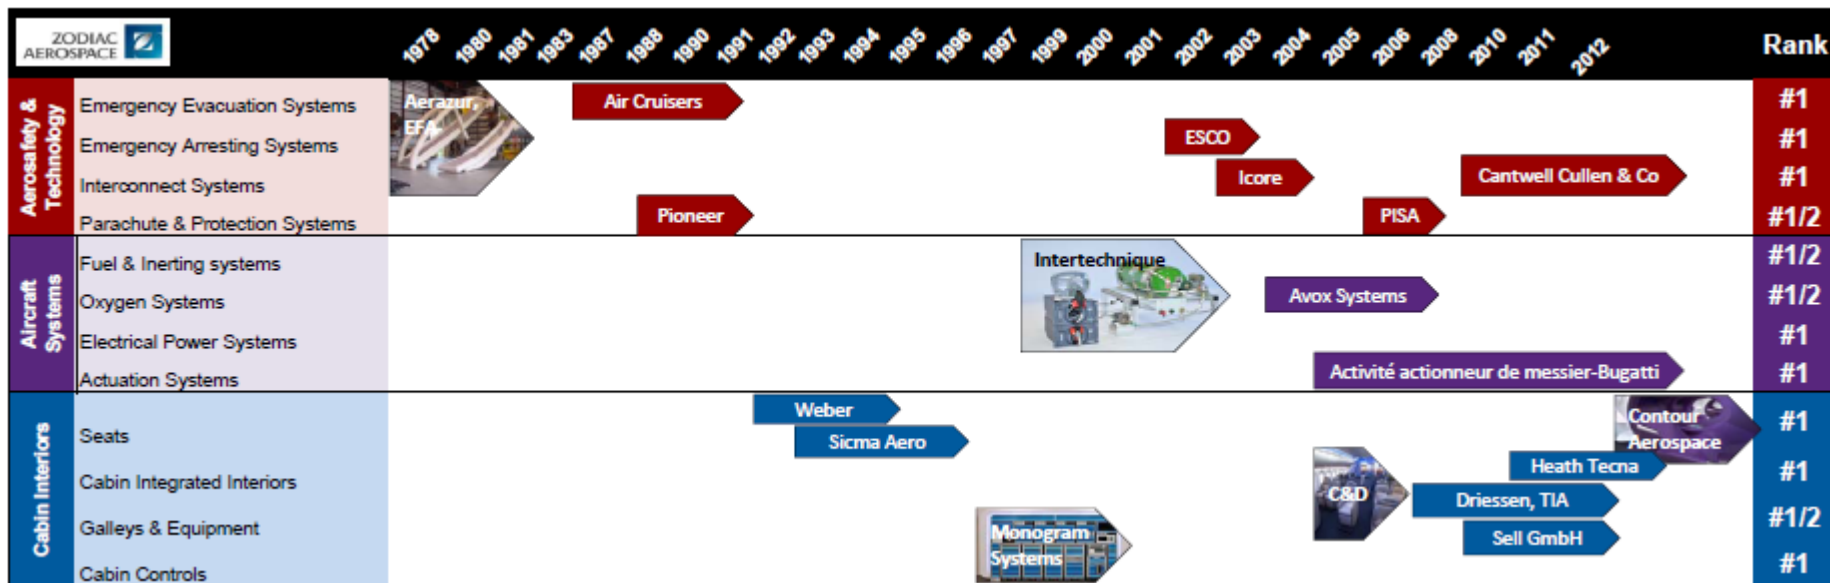 ZODIAC
AEROSPACE
1978 1980 1981 1983 1987 1988 1990 1991 1992 1993 1994 1995 1996 1997 1999 2000 2001 2002 2003 2004 2005 2006 2008 2010 2011 2012 Rank
Aerosafety &
Technology
Emergency Evacuation Systems
Aerazur,
EFA
Air Cruisers
#1
Emergency Arresting Systems
ESCO
#1
Interconnect Systems
Icore
Cantwell Cullen & Co
#1
Parachute & Protection Systems
Pioneer
PISA
#1/2
Aircraft
Systems
Fuel & Inerting systems
Intertechnique
#1/2
Oxygen Systems
Avox Systems
#1/2
Electrical Power Systems
#1
Actuation Systems
Activité actionneur de messier-Bugatti
#1
Cabin Interiors
Seats
Weber
Sicma Aero
Contour
Aerospace
#1
Cabin Integrated Interiors
C&D
Heath Tecna
#1
Galleys & Equipment
Driessen, TIA
Sell GmbH
#1/2
Cabin Controls
Monogram
Systems
#1